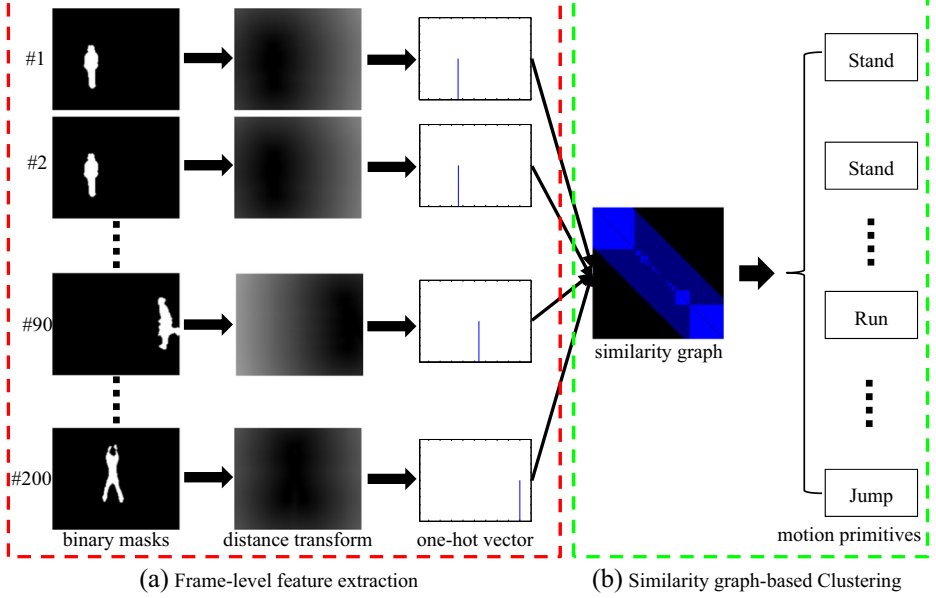 #1
#2
#90
#200
binary masks
distance transform
one-hot vector
(a) Frame-level feature extraction
similarity graph
Stand
Stand
Run
Jump
motion primitives
(b) Similarity graph-based Clustering